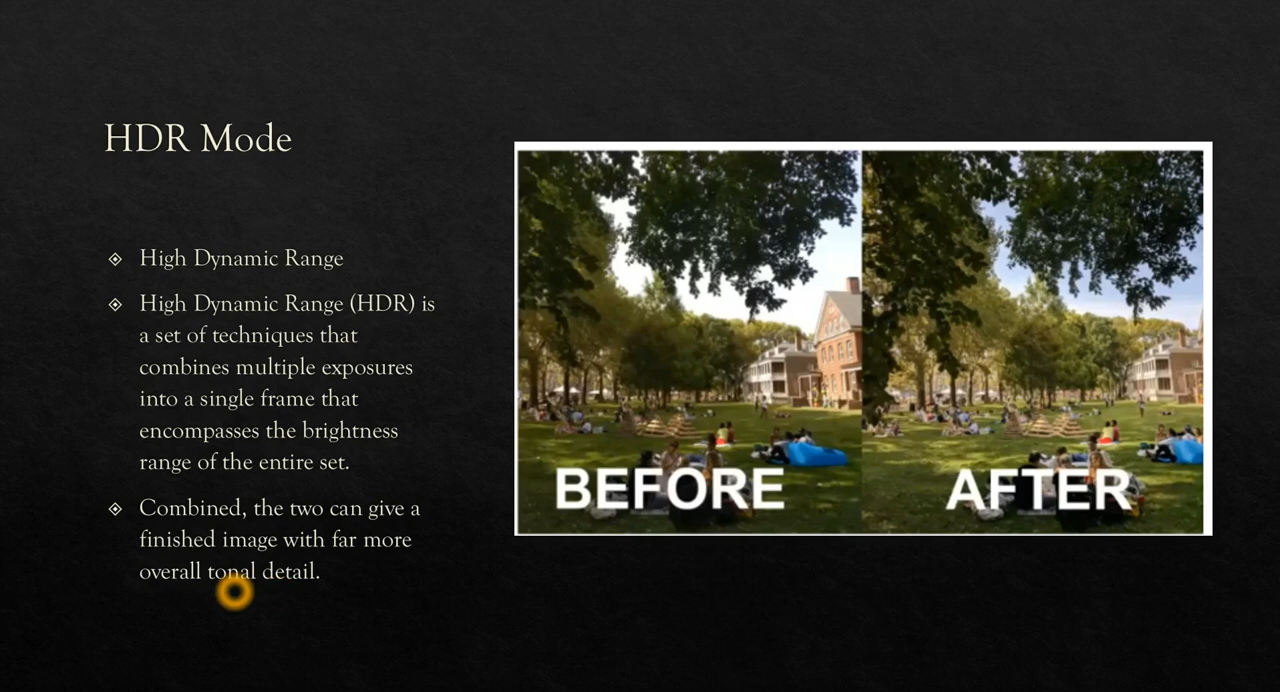 HDR Mode
High Dynamic Range
High Dynamic Range (HDR) is
a set of techniques that
combines multiple exposures
into a single frame that
encompasses the brightness
range of the entire set.
Combined, the two can give a
finished image with far more
overall tonal detail.
BEFORE
AFTER